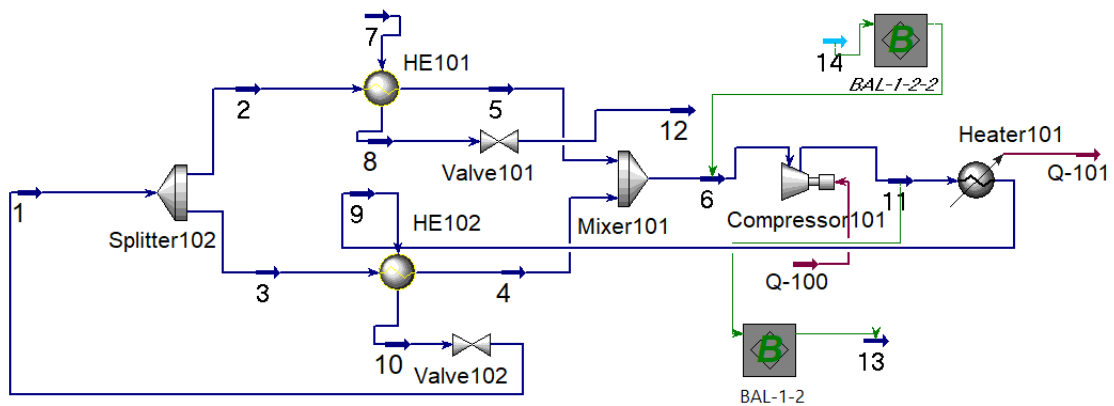 7
14
B
BAL-1-2-2
HE101
2
5
12
Heater101
8
Valve101
Q-101
1
9
6
11
Splitter102
HE102
Mixer101
Compressor101
3
4
Q-100
10
Valve102
B
13
BAL-1-2